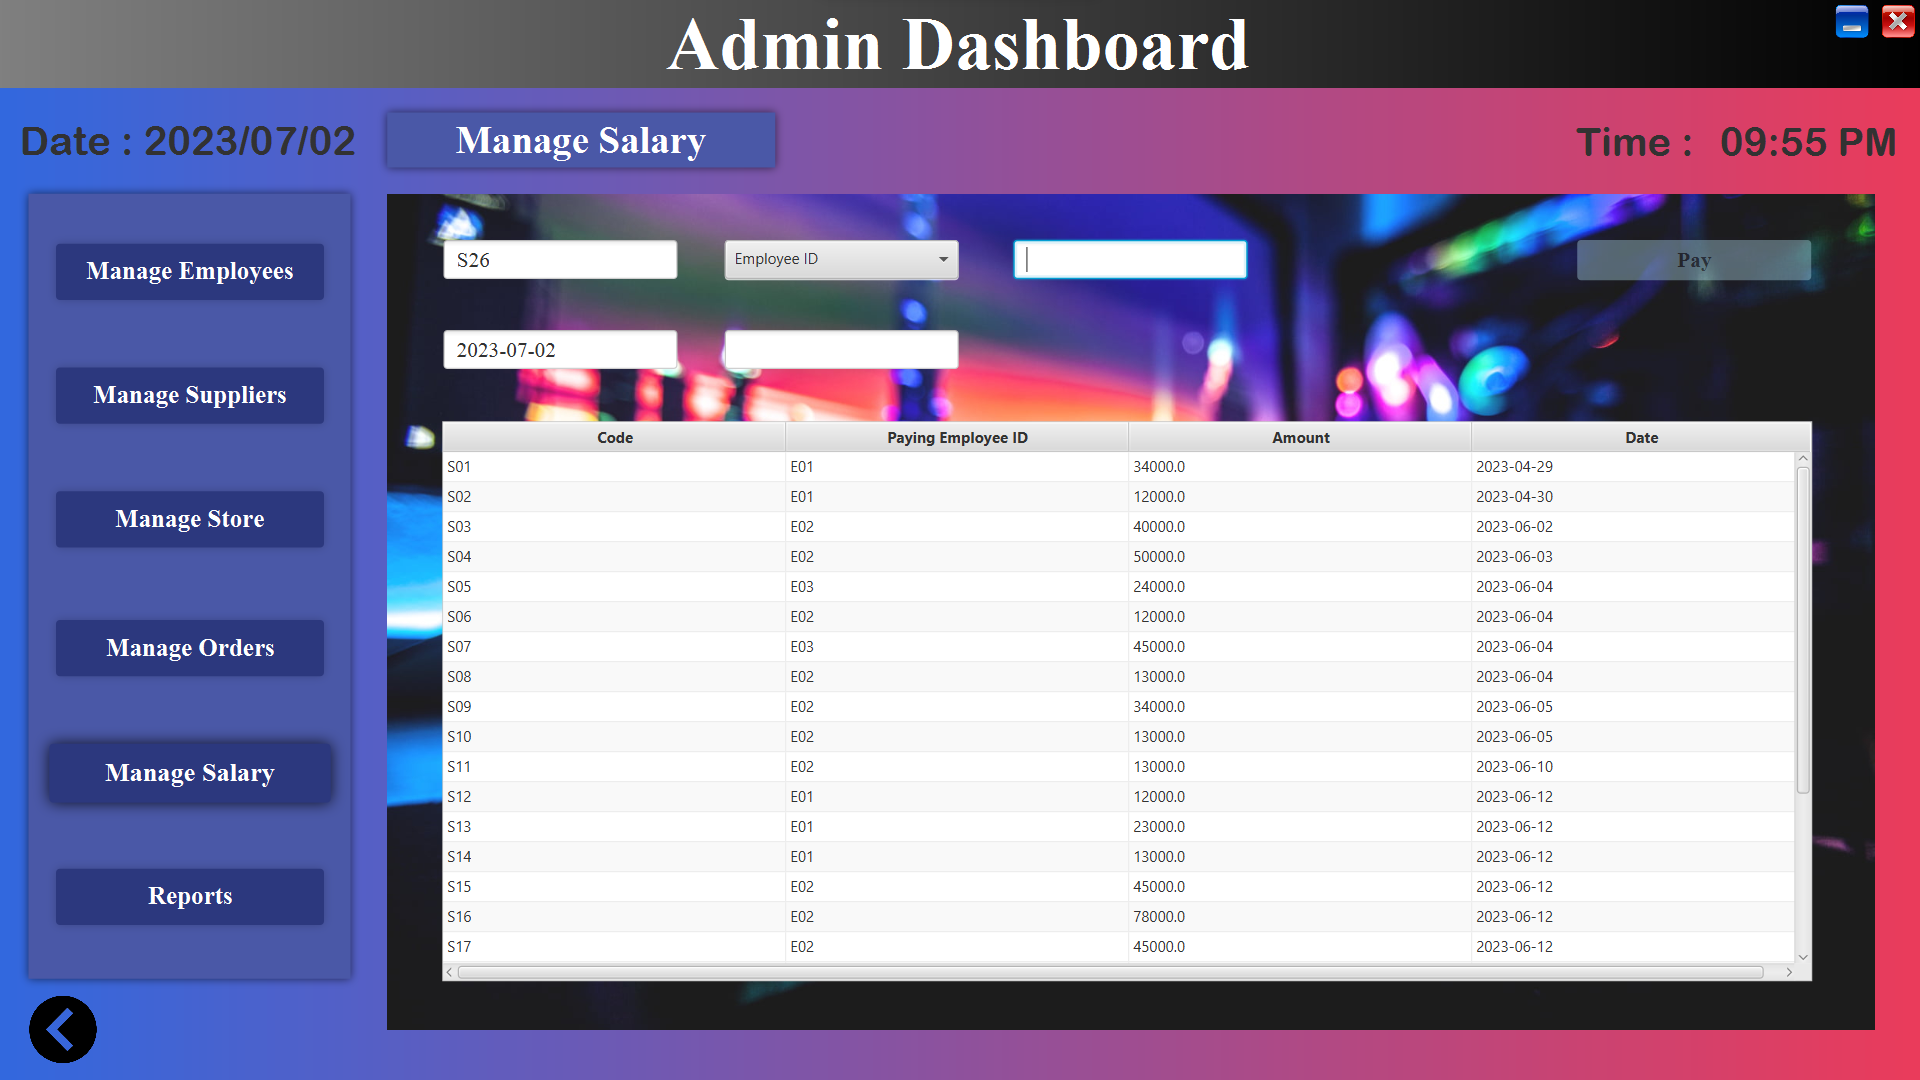 Admin Dashboard
Date : 2023/07/02
Manage Salary
Time : 09:55 PM
Manage Employees
Manage Suppliers
Manage Store
Manage Orders
Manage Salary
Reports
S26
Employee ID
Pay
2023-07-02
Code Paying Employee ID Amount Date
S01 E01 34000.0 2023-04-29
S02 E01 12000.0 2023-04-30
S03 E02 40000.0 2023-06-02
S04 E02 50000.0 2023-06-03
S05 E03 24000.0 2023-06-04
S06 E02 12000.0 2023-06-04
S07 E03 45000.0 2023-06-04
S08 E02 13000.0 2023-06-04
S09 E02 34000.0 2023-06-05
S10 E02 13000.0 2023-06-05
S11 E02 13000.0 2023-06-10
S12 E01 12000.0 2023-06-12
S13 E01 23000.0 2023-06-12
S14 E01 13000.0 2023-06-12
S15 E02 45000.0 2023-06-12
S16 E02 78000.0 2023-06-12
S17 E02 45000.0 2023-06-12